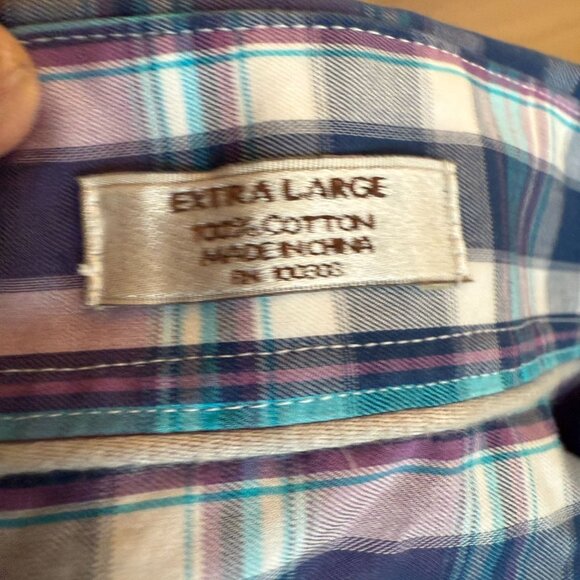 EXTRA LARGE
100% COTTON
MADE IN CHINA
RN